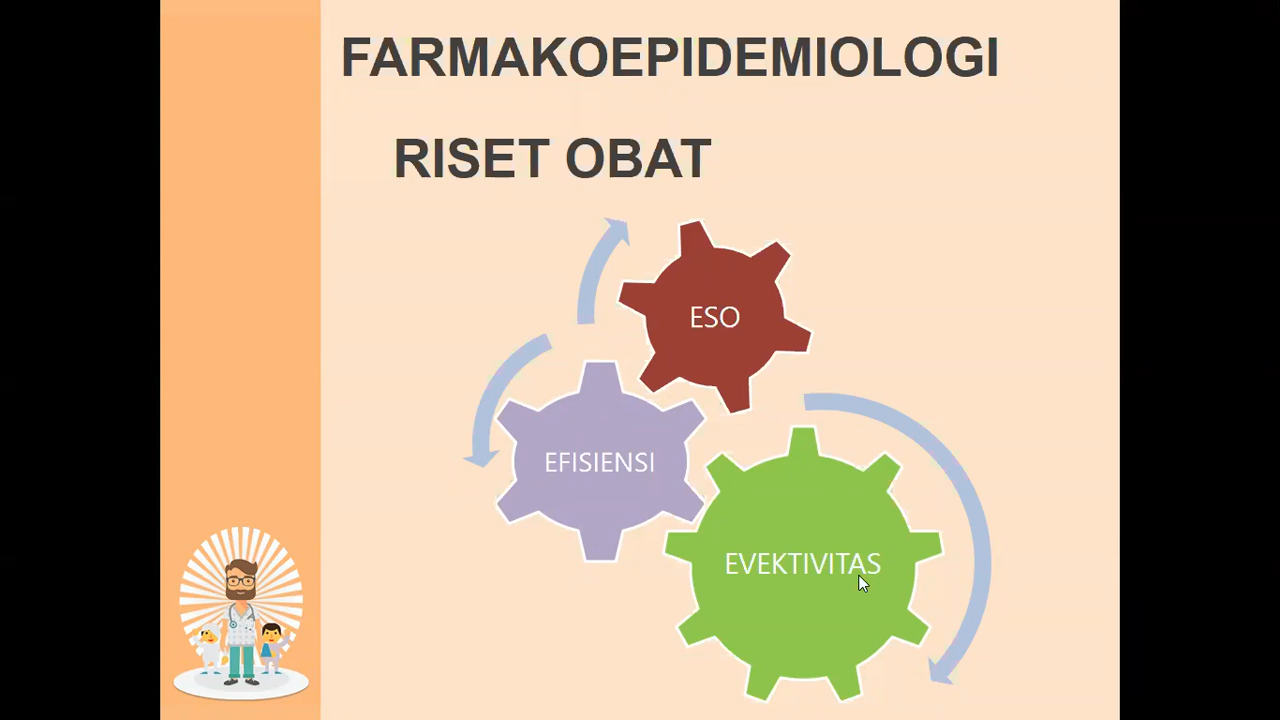 FARMAKOEPIDEMIOLOGI
RISET OBAT
ESO
EFISIENSI
EVEKTIVITAS